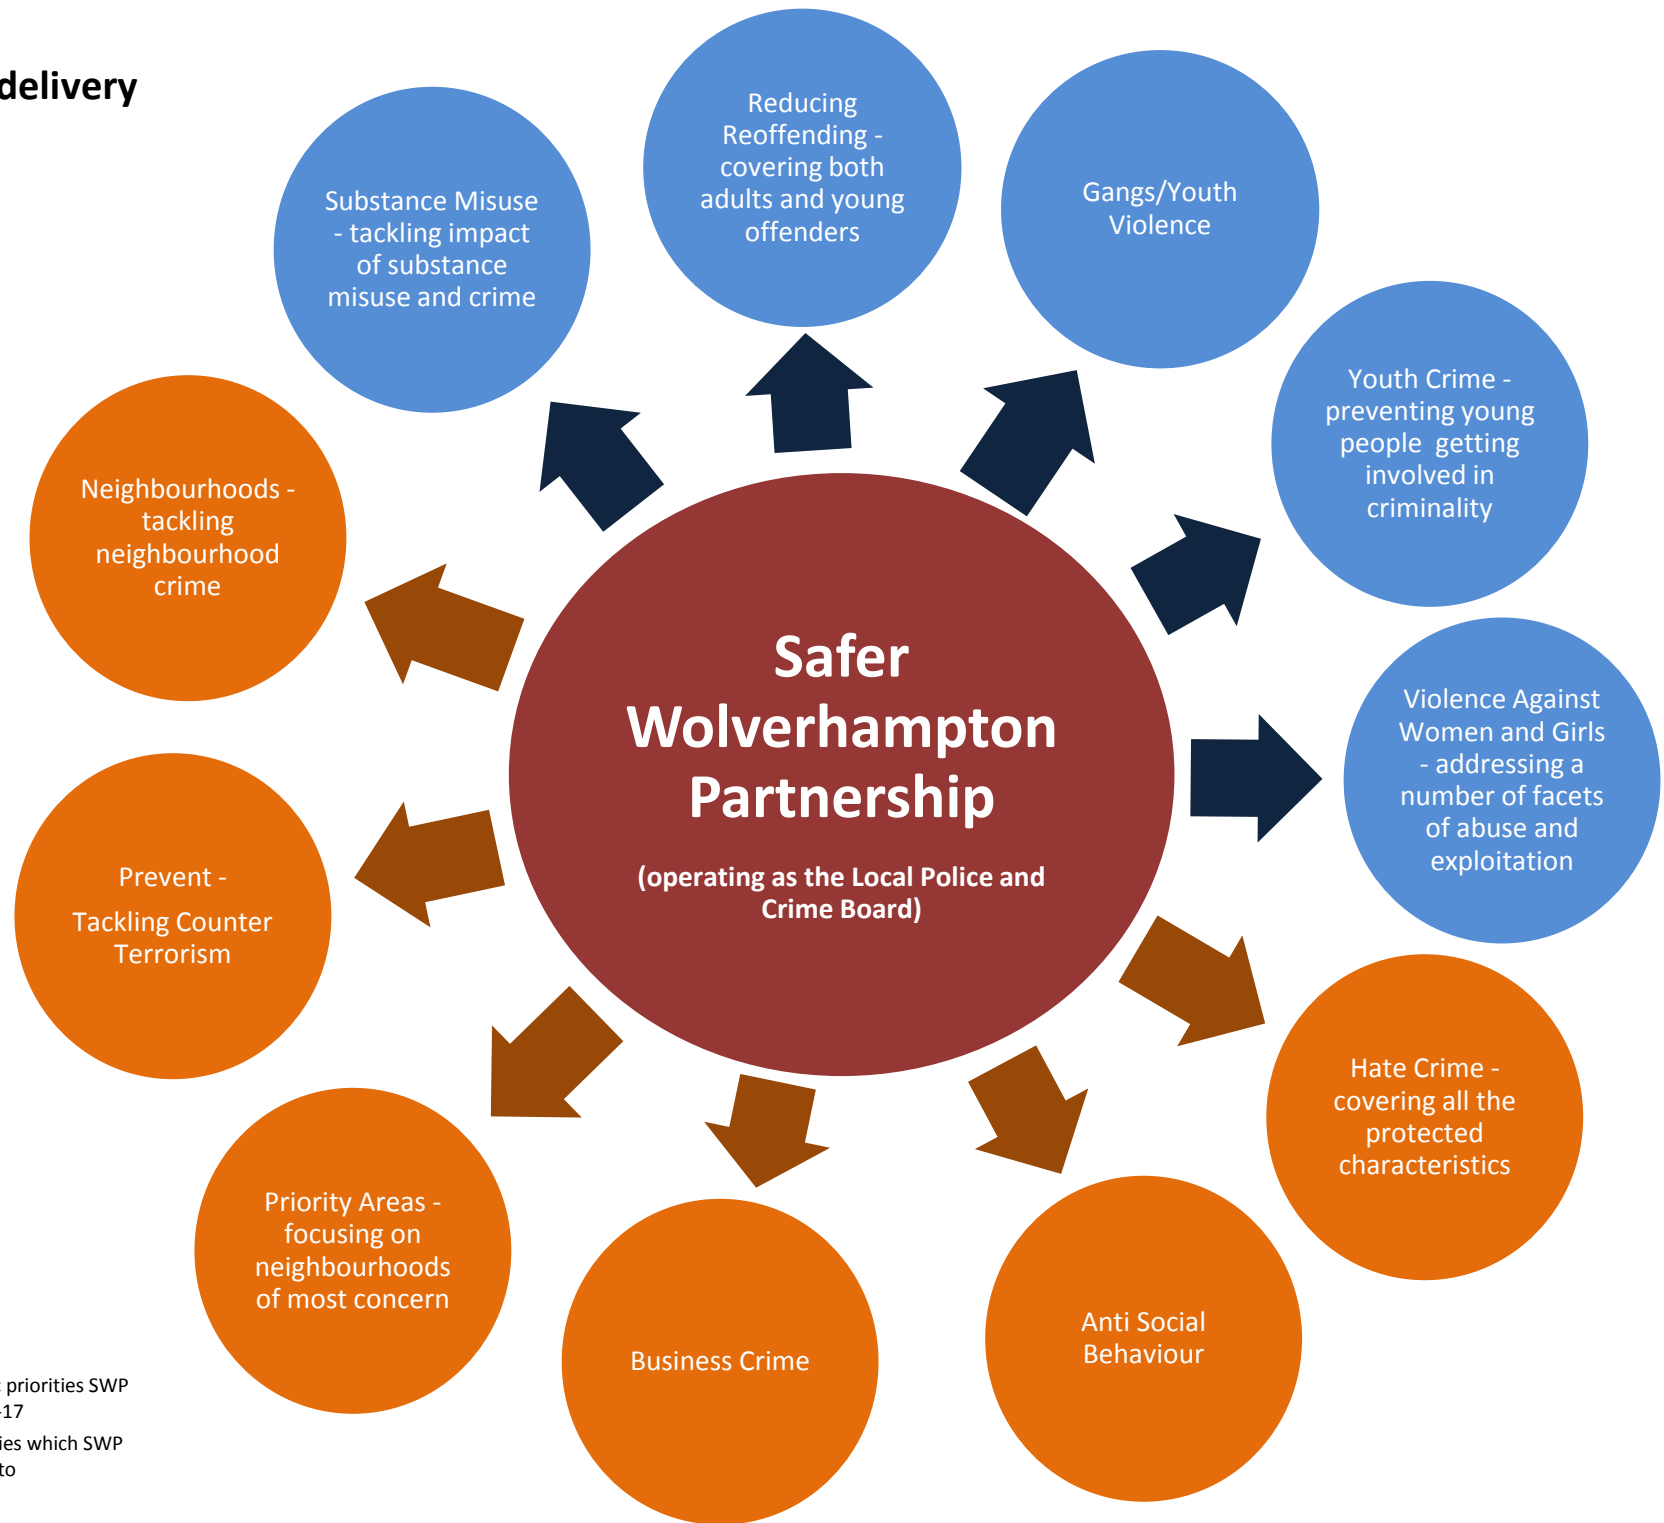 delivery
Reducing
Reoffending -
covering both
adults and young
offenders
Gangs/Youth
Violence
Substance Misuse
- tackling impact
of substance
misuse and crime
Youth Crime -
preventing young
people getting
involved in
criminality
Neighbourhoods -
tackling
neighbourhood
crime
Safer
Wolverhampton
Partnership
(operating as the Local Police and
Crime Board)
Violence Against
Women and Girls
- addressing a
number of facets
of abuse and
exploitation
Prevent -
Tackling Counter
Terrorism
Hate Crime -
covering all the
protected
characteristics
Priority Areas -
focusing on
neighbourhoods
of most concern
Business Crime
Anti Social
Behaviour
priorities SWP
-17
ies which SWP
to